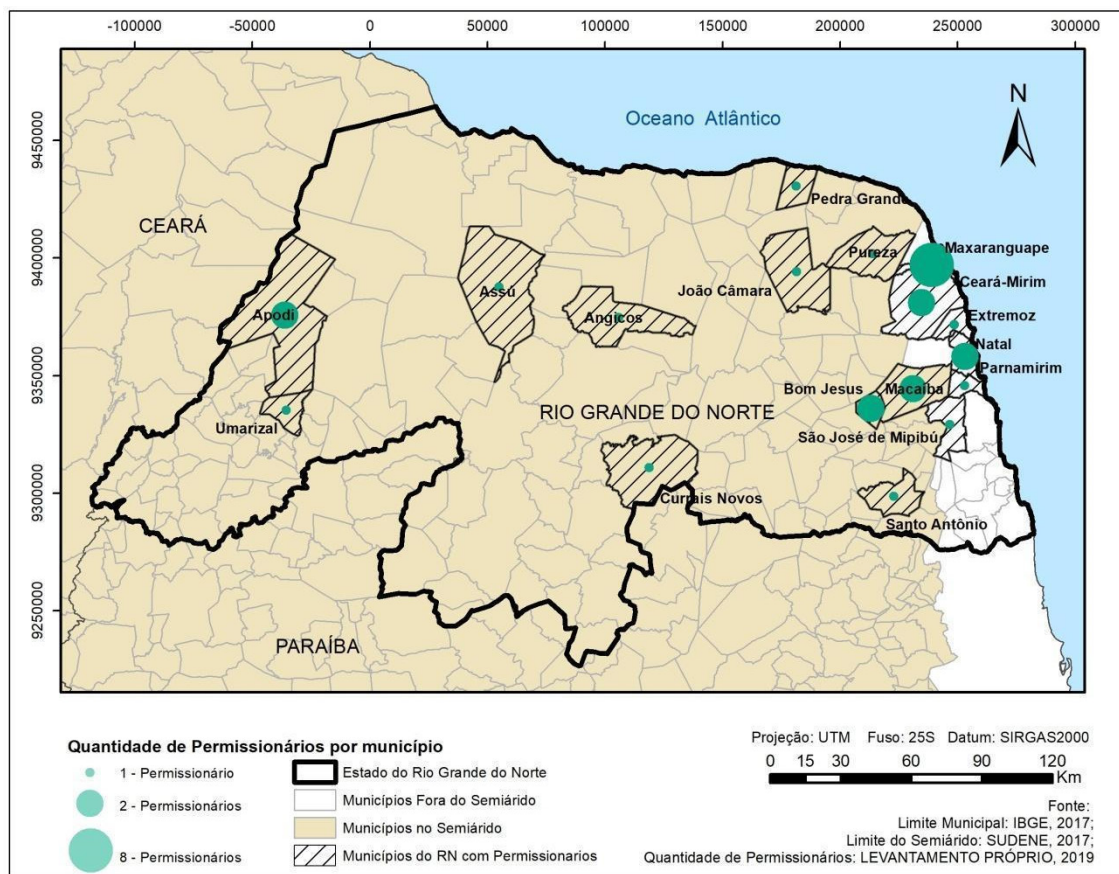 -100000 -50000 0 50000 100000 150000 200000 250000 300000
9450000
9400000
9350000
9300000
9250000
N
Oceano Atlântico
CEARÁ
Pedra Grande
Pureza
Maxaranguape
João Câmara
Ceará-Mirim
Assú
Apodi
Angicos
Extremoz
Natal
Parnamirim
Bom Jesus
Macaíba
RIO GRANDE DO NORTE
Umarizal
São José de Mipibú
Currais Novos
Santo Antônio
PARAÍBA
Quantidade de Permissionários por município
1 - Permissionário
2 - Permissionários
8 - Permissionários
Estado do Rio Grande do Norte
Municípios Fora do Semiárido
Municípios no Semiárido
Municípios do RN com Permissionarios
Projeção: UTM Fuso: 25S Datum: SIRGAS2000
0 15 30 60 90 120
Km
Fonte:
Limite Municipal: IBGE, 2017;
Limite do Semiárido: SUDENE, 2017;
Quantidade de Permissionários: LEVANTAMENTO PRÓPRIO, 2019